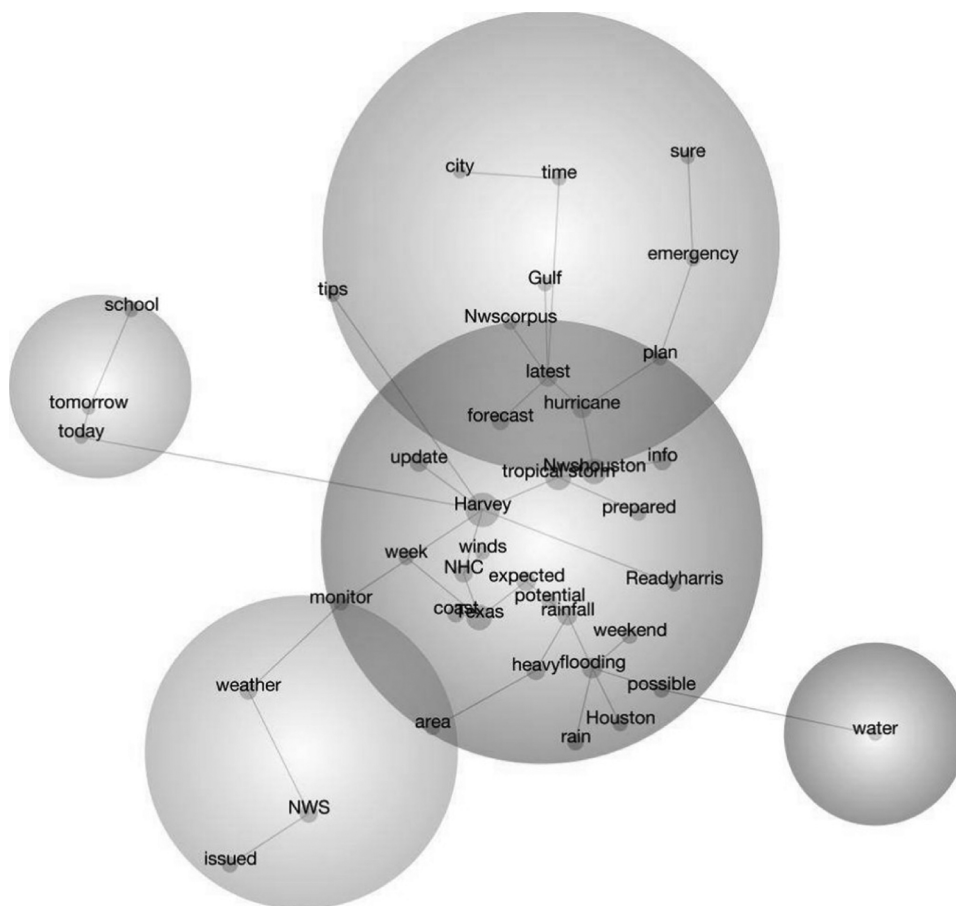 sure
city
time
emergency
Gulf
tips
school
Nwscorpus
plan
latest
tomorrow
hurricane
forecast
today
info
update
Nwshouston
tropical storm
Harvey
prepared
week
winds
NHC
expected
Readyharris
potential
monitor
coast
Texas
rainfall
weekend
heavy
flooding
weather
possible
area
Houston
rain
water
NWS
issued